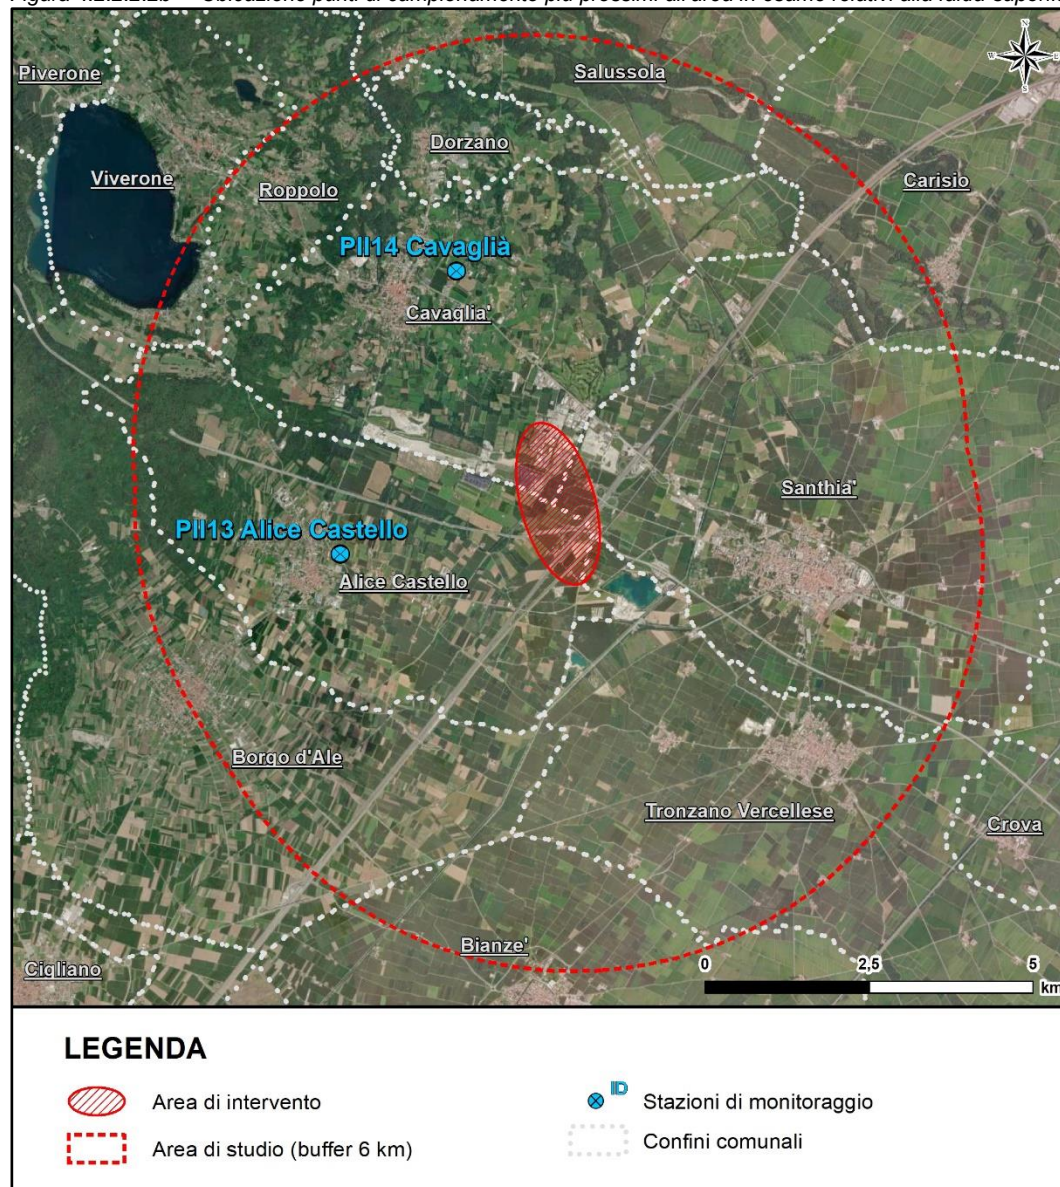 Piverone
Salussola
N
W
E
S
Dorzano
Viverone
Roppolo
Carisio
PII14 Cavaglià
Cavaglia'
Santhia'
PII13 Alice Castello
Alice Castello
Borgo d'Ale
Tronzano Vercellese
Crova
Bianze'
Cigliano
0
2,5
5
km
LEGENDA
Area di intervento
ID
Stazioni di monitoraggio
Area di studio (buffer 6 km)
Confini comunali